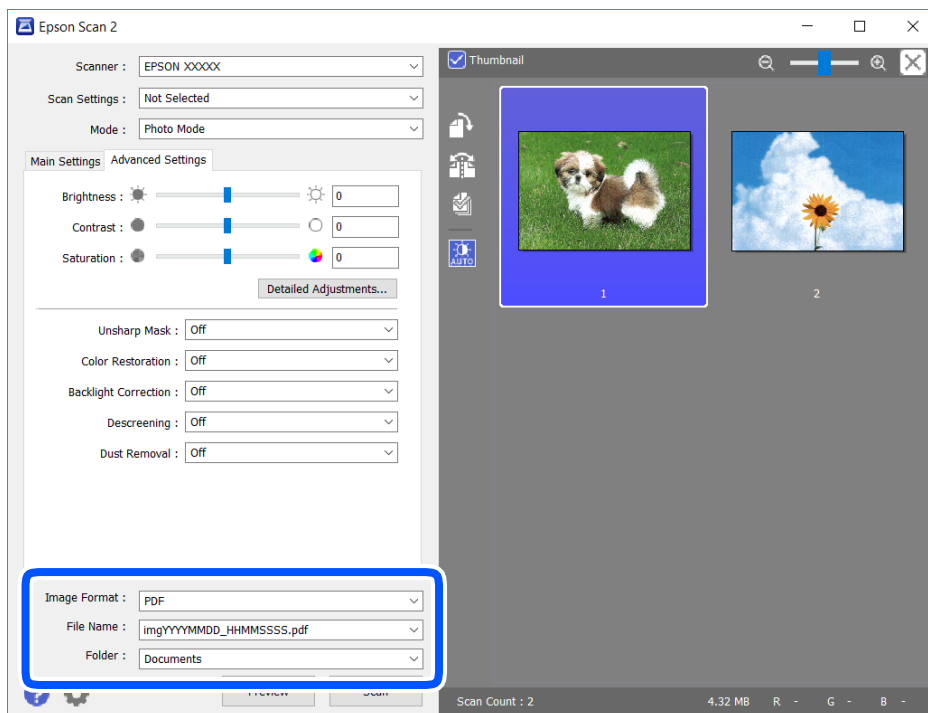 Epson Scan 2
Scanner : EPSON XXXXX
Scan Settings : Not Selected
Mode : Photo Mode
Main Settings Advanced Settings
Brightness : 0
Contrast : 0
Saturation : 0
Detailed Adjustments...
Unsharp Mask : Off
Color Restoration : Off
Backlight Correction : Off
Descreening : Off
Dust Removal : Off
Image Format : PDF
File Name : imgYYYYMMDD_HHMMSSSS.pdf
Folder : Documents
Preview Scan
Thumbnail
AUTO
1 2
Scan Count : 2 4.32 MB R - G - B -